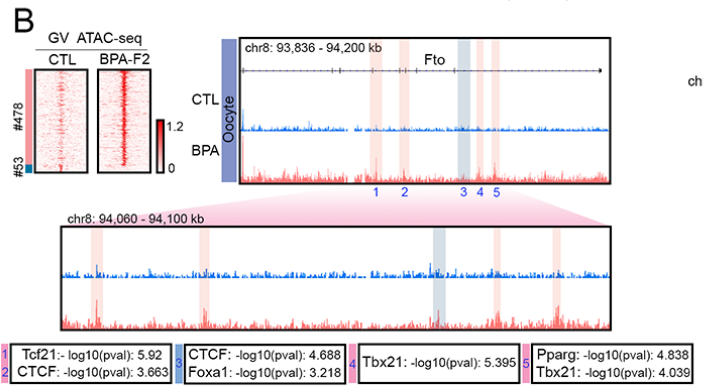 B
GV ATAC-seq
CTL BPA-F2
#478
#53
1.2
0
Oocyte
chr8: 93,836 - 94,200 kb
Fto
CTL
BPA
1 2 3 4 5
ch
chr8: 94,060 - 94,100 kb
1 Tcf21:- log10(pval): 5.92
2 CTCF: -log10(pval): 3.663
3 CTCF: -log10(pval): 4.688
Foxa1: -log10(pval): 3.218
4 Tbx21: -log10(pval): 5.395
5 Pparg: -log10(pval): 4.838
Tbx21: -log10(pval): 4.039